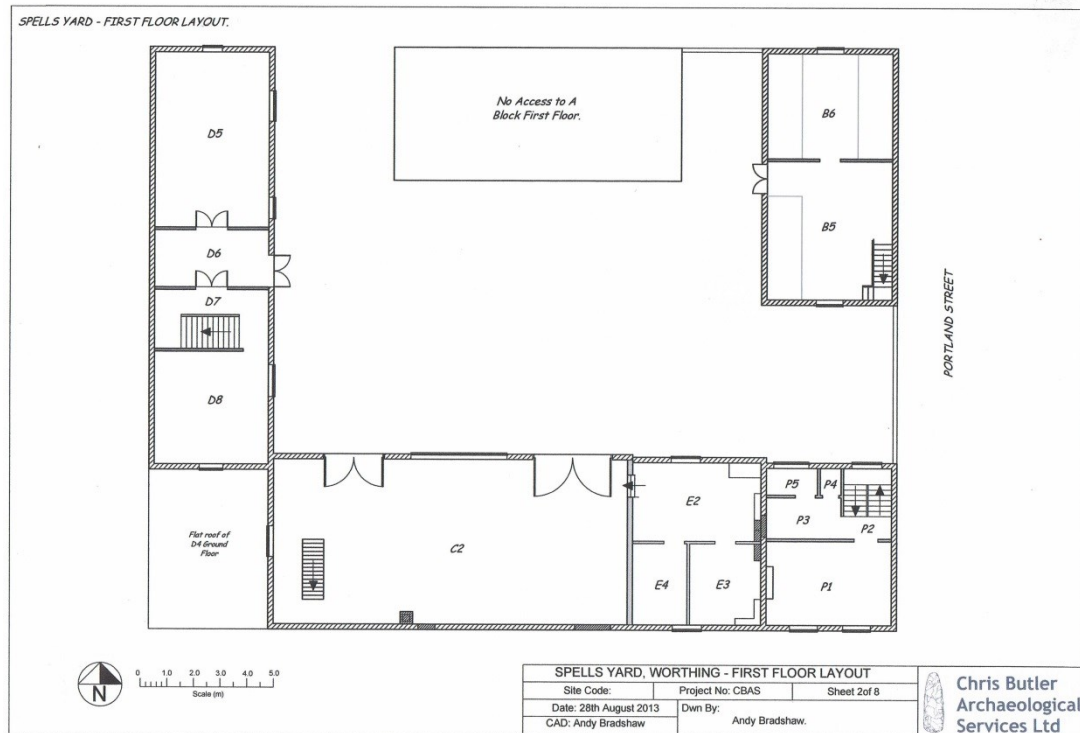 SPELLS YARD - FIRST FLOOR LAYOUT.
No Access to A
Block First Floor.
D5
B6
B5
D6
D7
D8
PORTLAND STREET
Flat roof of
D4 Ground
Floor
C2
E2
E4
E3
P5
P4
P3
P2
P1
N
0 1.0 2.0 3.0 4.0 5.0
Scale (m)
SPELLS YARD, WORTHING - FIRST FLOOR LAYOUT
Site Code: Project No: CBAS Sheet 2of 8
Date: 28th August 2013 Dwn By:
CAD: Andy Bradshaw Andy Bradshaw.
Chris Butler
Archaeological
Services Ltd